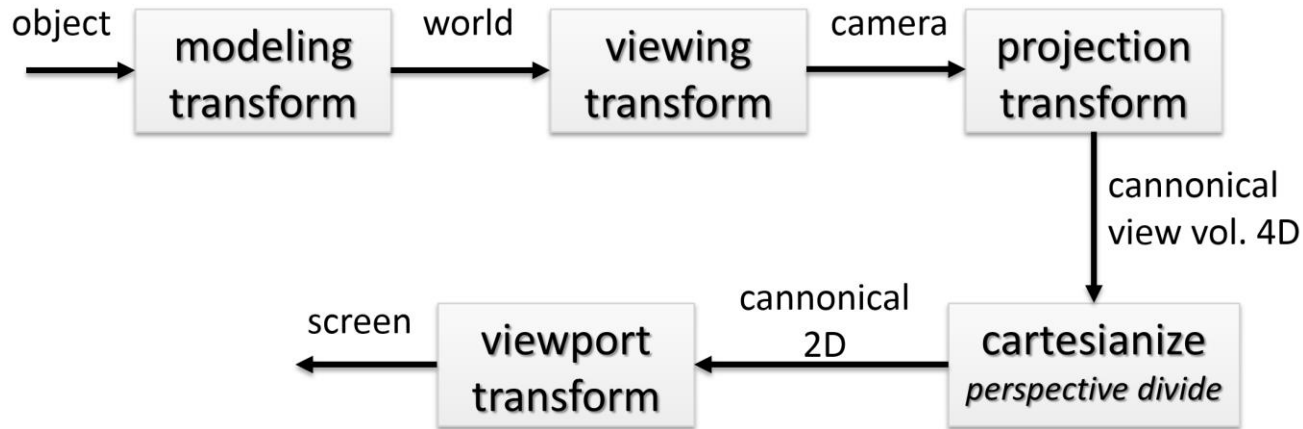 object
modeling
transform
world
viewing
transform
camera
projection
transform
cannonical
view vol. 4D
cartesianize
perspective divide
cannonical
2D
viewport
transform
screen